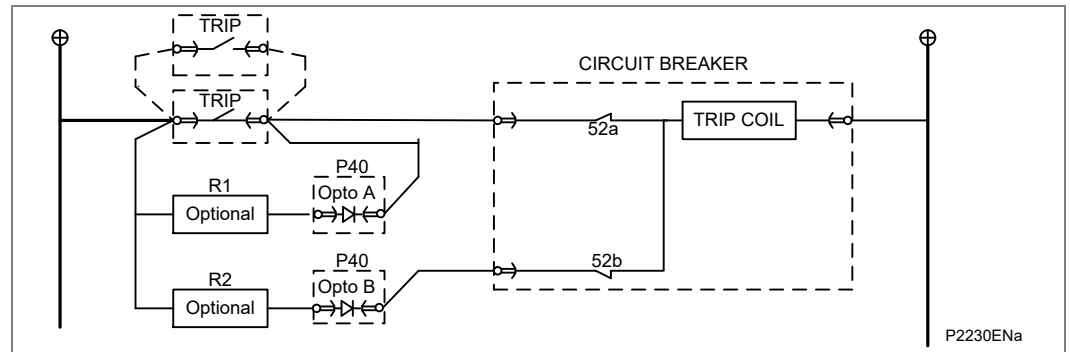 TRIP
CIRCUIT BREAKER
TRIP
52a
TRIP COIL
R1
Optional
P40
Opto A
52b
R2
Optional
P40
Opto B
P2230ENa